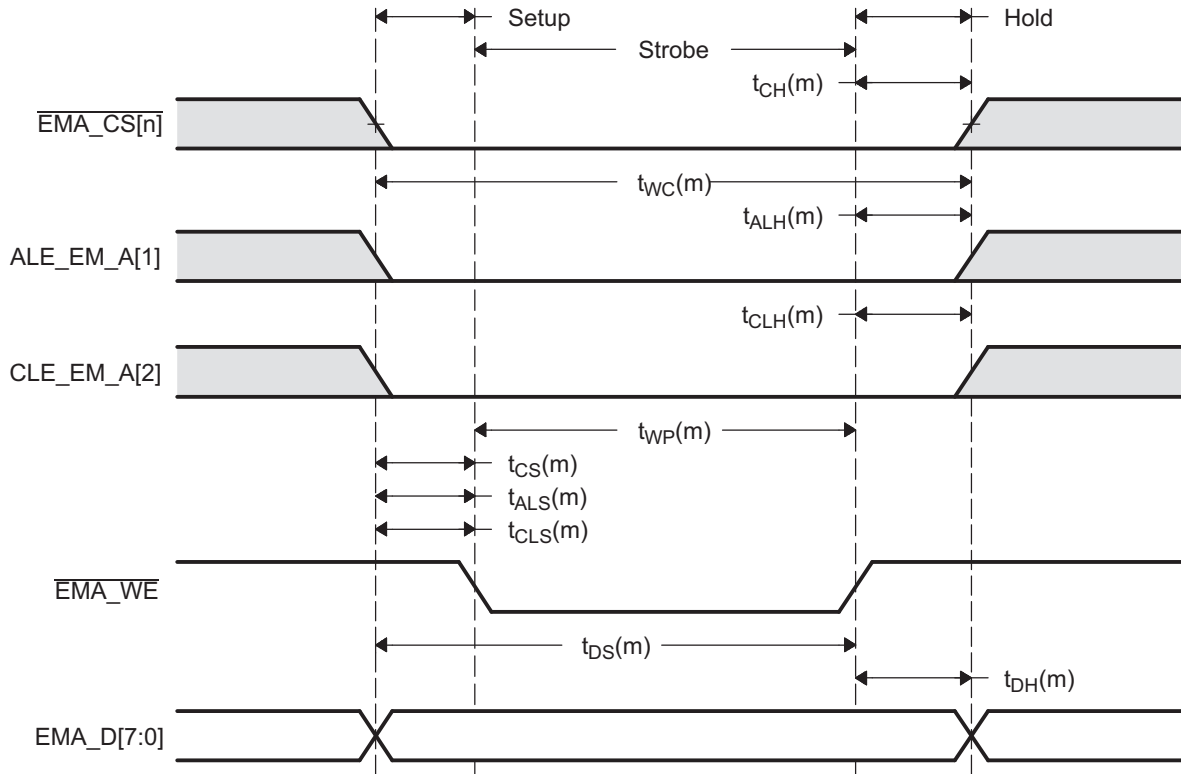 Setup
Hold
Strobe
tCH(m)
EMA_CS[n]
tWC(m)
tALH(m)
ALE_EM_A[1]
tCLH(m)
CLE_EM_A[2]
tWP(m)
tCS(m)
tALS(m)
tCLS(m)
EMA_WE
tDS(m)
tDH(m)
EMA_D[7:0]